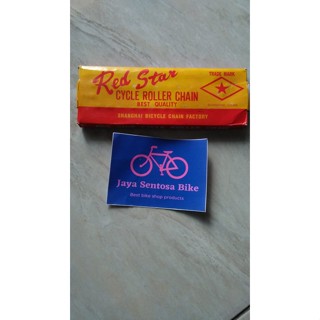 Red Star
TRADE MARK
CYCLE ROLLER CHAIN
BEST QUALITY
SHANGHAI BICYCLE CHAIN FACTORY
Jaya Sentosa Bike
Best bike shop products